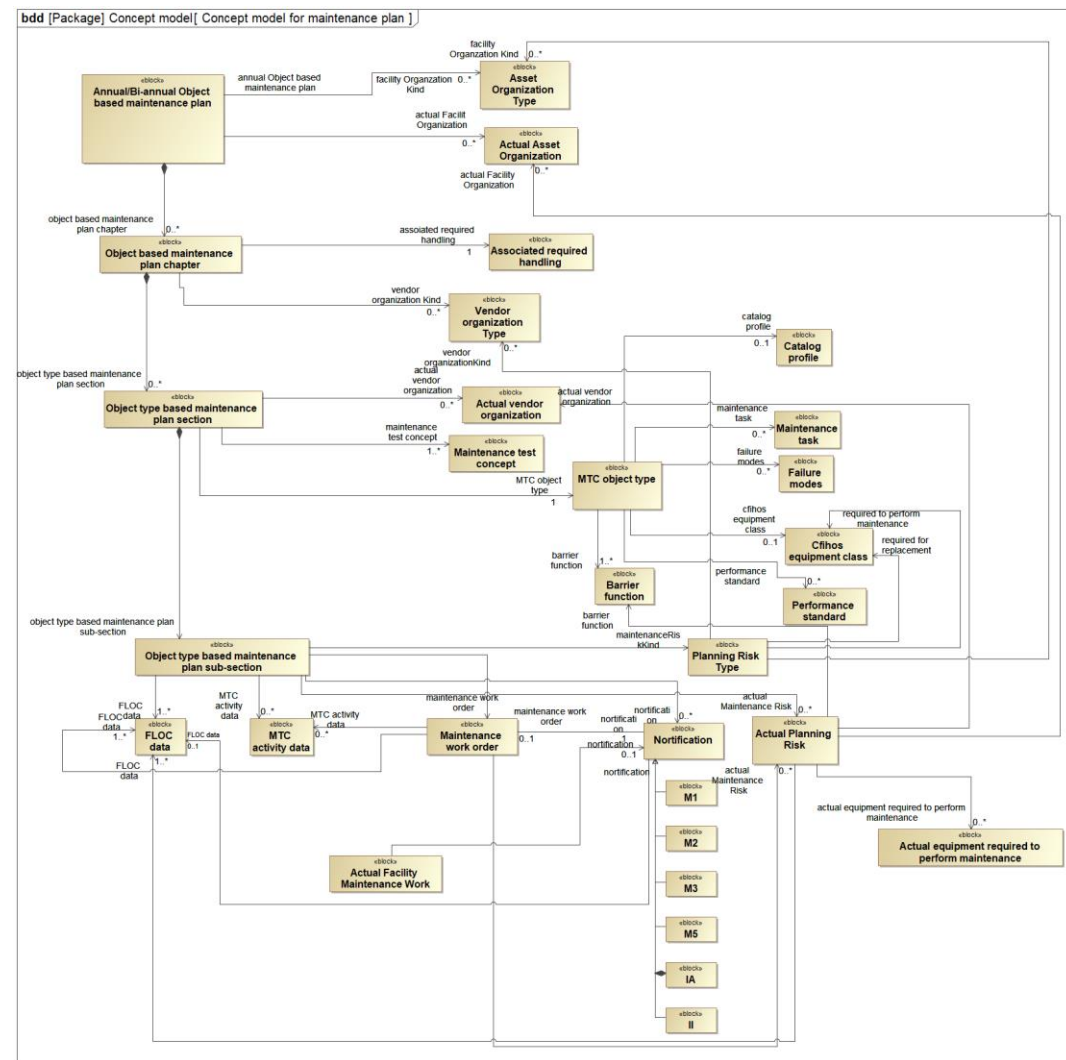 bdd [Package] Concept model[ Concept model for maintenance plan ]
facility
Organzation Kind
0..*
«block»
Annual/Bi-annual Object
based maintenance plan
annual Object based
maintenance plan
facility Organzation
Kind
0..*
«block»
Asset
Organization
Type
actual Facilit
Organization
0..*
«block»
Actual Asset
Organization
actual Facility
Organization
0..*
object based maintenance
plan chapter
0..*
«block»
Object based maintenance
plan chapter
assoiated required
handling
1
«block»
Associated required
handling
vendor
organization Kind
0..*
«block»
Vendor
organization
Type
vendor
organizationKind
0..*
catalog
profile
0..1
«block»
Catalog
profile
object type based maintenance
plan section
0..*
«block»
Object type based maintenance
plan section
actual
vendor
organization
0..*
«block»
Actual vendor
organization
actual vendor
organization
0..*
maintenance
test concept
1..*
«block»
Maintenance test
concept
maintenance
task
0..*
«block»
Maintenance
task
failure
modes
0..*
«block»
Failure
modes
MTC object
type
1
«block»
MTC object type
cfihos
equipment
class
0..1
«block»
Cfihos
equipment class
required to perform
maintenance
required for
replacement
barrier
function
1..*
«block»
Barrier
function
barrier
function
performance
standard
0..*
«block»
Performance
standard
object type based maintenance plan
sub-section
0..*
«block»
Object type based maintenance
plan sub-section
maintenanceRis
kKind
«block»
Planning Risk
Type
FLOC
data
1..*
FLOC
data
1..*
«block»
FLOC
data
FLOC data
0..1
1..*
FLOC
data
MTC
activity
data
0..*
«block»
MTC
activity data
MTC activity
data
0..*
maintenance work
order
«block»
Maintenance
work order
maintenance work
order
0..1
nortificati
on
0..*
nortificati
on
1
nortification
0..1
nortification
«block»
Nortification
actual
Maintenance Risk
0..*
«block»
Actual Planning
Risk
actual
Maintenance
Risk
0..*
actual equipment required to perform
maintenance
0..*
«block»
Actual equipment required to
perform maintenance
«block»
Actual Facility
Maintenance Work
«block»
M1
«block»
M2
«block»
M3
«block»
M5
«block»
IA
«block»
II